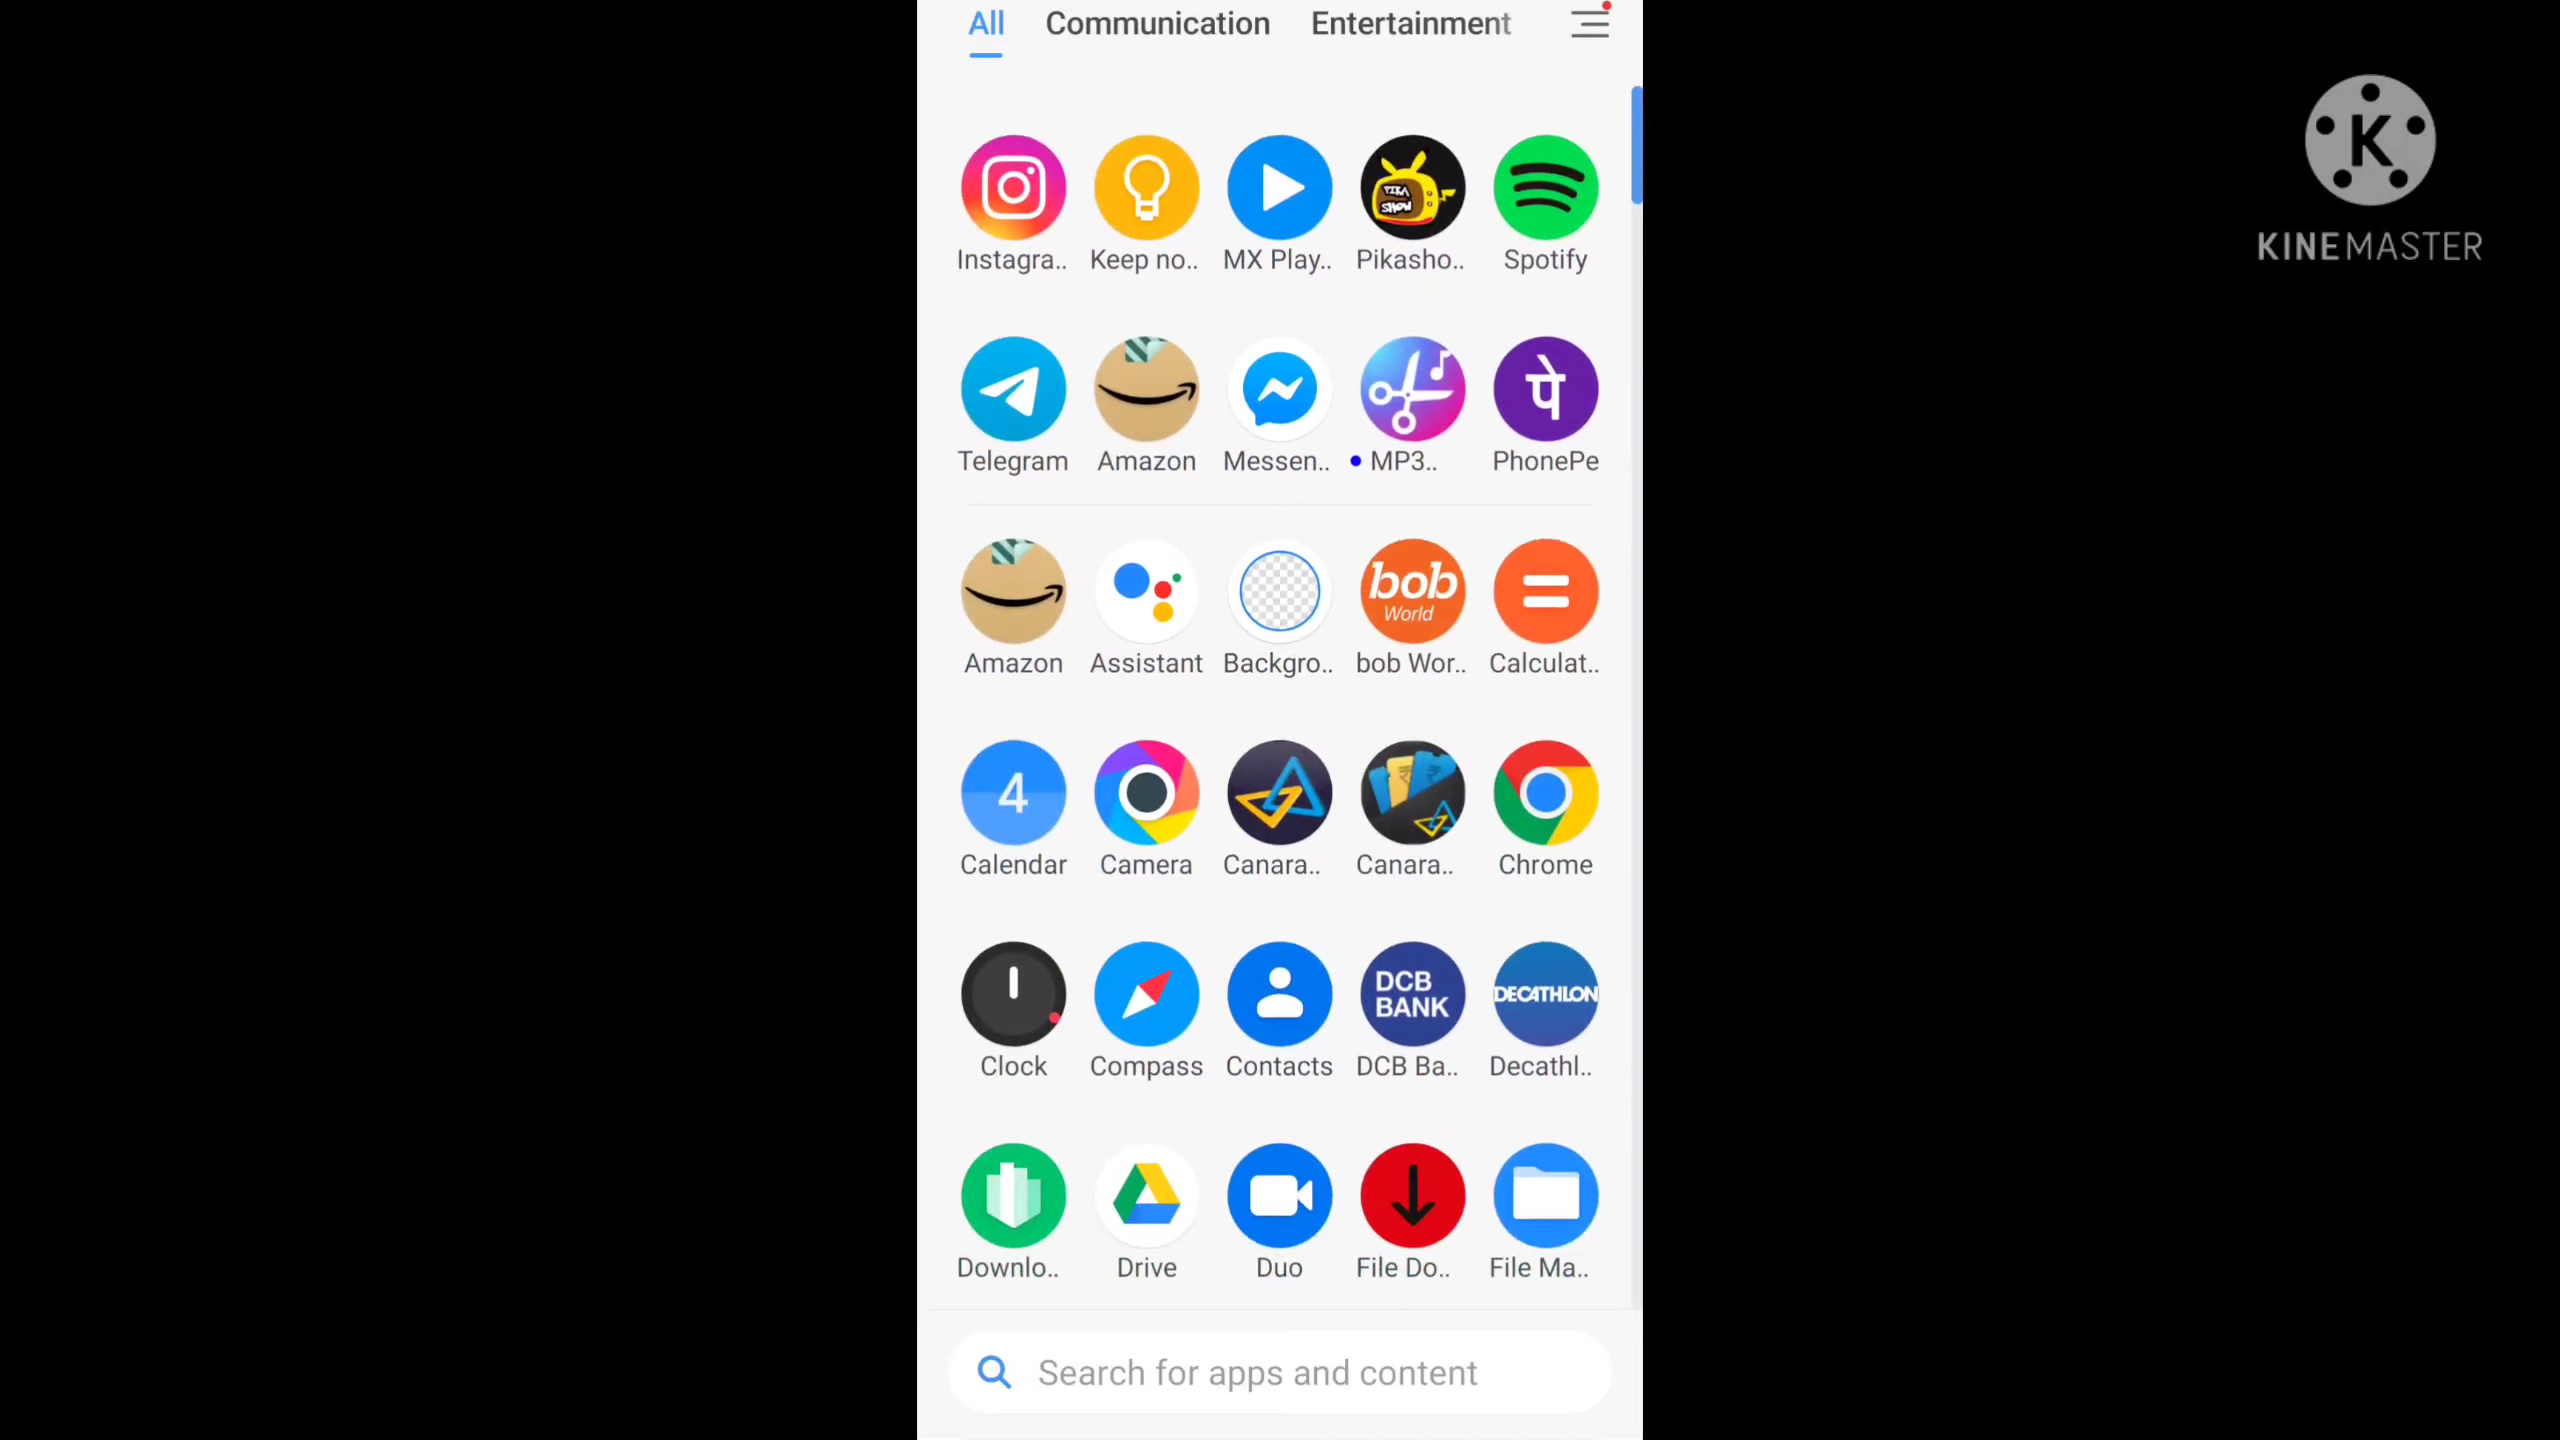 All Communication Entertainment
K
KINEMASTER
PIKA
SHOW
Instagra.. Keep no.. MX Play.. Pikasho.. Spotify
पे
Telegram Amazon Messen.. MP3.. PhonePe
bob
World
Amazon Assistant Backgro.. bob Wor.. Calculat..
4
Calendar Camera Canara.. Canara.. Chrome
DCB
BANK
DECATHLON
Clock Compass Contacts DCB Ba.. Decathl..
Downlo.. Drive Duo File Do.. File Ma..
Search for apps and content